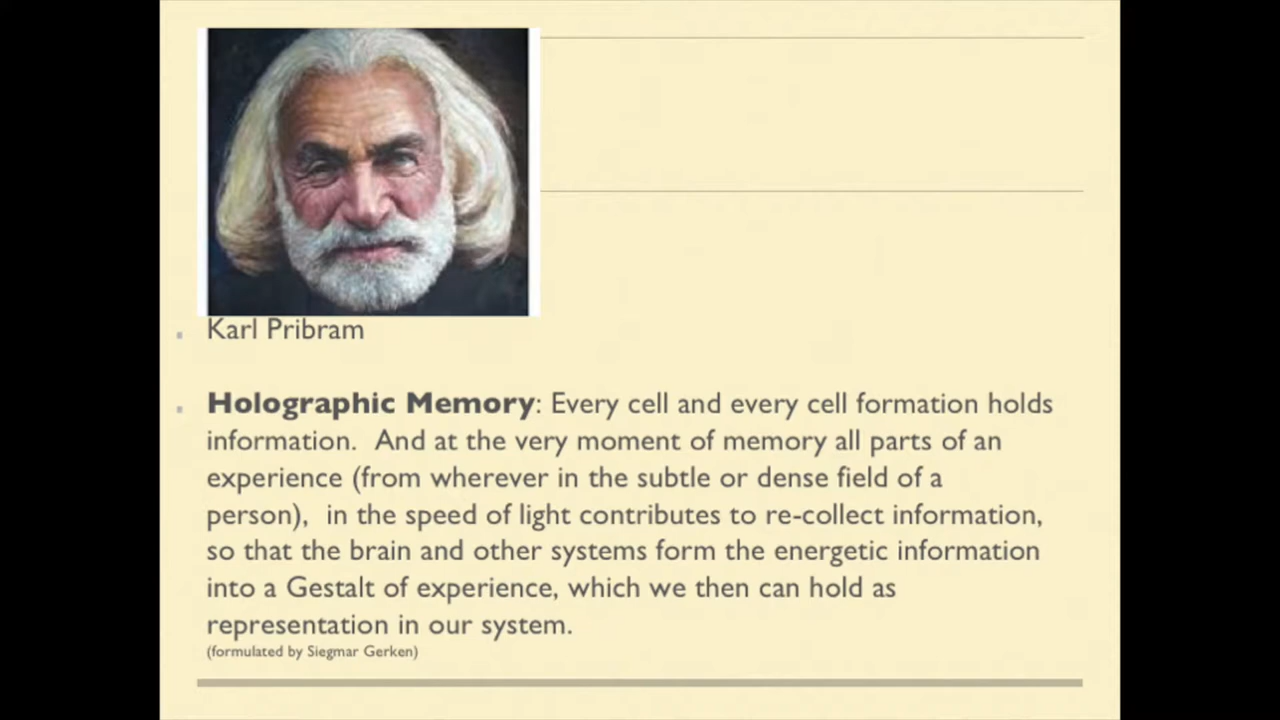 Karl Pribram
Holographic Memory: Every cell and every cell formation holds
information.  And at the very moment of memory all parts of an
experience (from wherever in the subtle or dense field of a
person),  in the speed of light contributes to re-collect information,
so that the brain and other systems form the energetic information
into a Gestalt of experience, which we then can hold as
representation in our system.
(formulated by Siegmar Gerken)